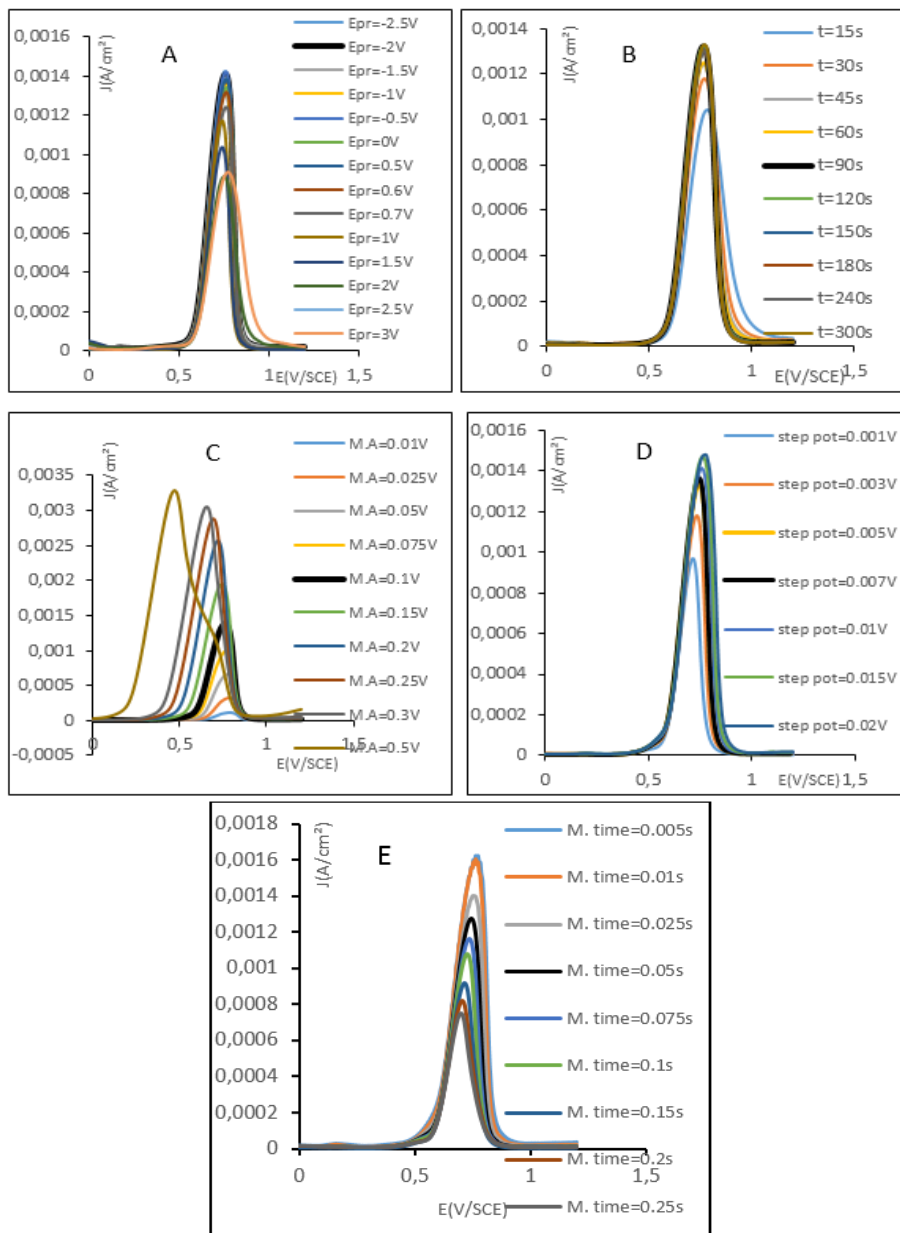 A
J(A/cm²)
0,0016
0,0014
0,0012
0,001
0,0008
0,0006
0,0004
0,0002
0
0
0,5
1
1,5
E(V/SCE)
Epr=-2.5V
Epr=-2V
Epr=-1.5V
Epr=-1V
Epr=-0.5V
Epr=0V
Epr=0.5V
Epr=0.6V
Epr=0.7V
Epr=1V
Epr=1.5V
Epr=2V
Epr=2.5V
Epr=3V
B
J(A/cm²)
0,0014
0,0012
0,001
0,0008
0,0006
0,0004
0,0002
0
0
0,5
1
1,5
E(V/SCE)
t=15s
t=30s
t=45s
t=60s
t=90s
t=120s
t=150s
t=180s
t=240s
t=300s
C
J(A/cm²)
0,0035
0,003
0,0025
0,002
0,0015
0,001
0,0005
0
-0,0005
0
0,5
1
1,5
E(V/SCE)
M.A=0.01V
M.A=0.025V
M.A=0.05V
M.A=0.075V
M.A=0.1V
M.A=0.15V
M.A=0.2V
M.A=0.25V
M.A=0.3V
M.A=0.5V
D
J(A/cm²)
0,0016
0,0014
0,0012
0,001
0,0008
0,0006
0,0004
0,0002
0
0
0,5
1
1,5
E(V/SCE)
step pot=0.001V
step pot=0.003V
step pot=0.005V
step pot=0.007V
step pot=0.01V
step pot=0.015V
step pot=0.02V
E
J(A/cm²)
0,0018
0,0016
0,0014
0,0012
0,001
0,0008
0,0006
0,0004
0,0002
0
0
0,5
1
1,5
E(V/SCE)
M. time=0.005s
M. time=0.01s
M. time=0.025s
M. time=0.05s
M. time=0.075s
M. time=0.1s
M. time=0.15s
M. time=0.2s
M. time=0.25s